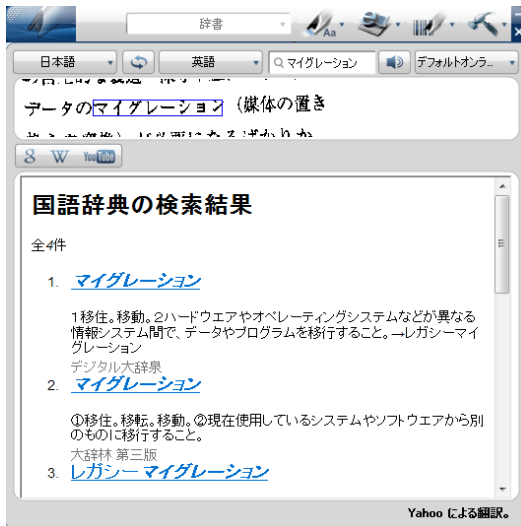 辞書
Aa
日本語 英語 マイグレーション デフォルトオンラ...
データのマイグレーション（媒体の置き
8 W You Tube
国語辞典の検索結果
全4件
1. マイグレーション
1移住。移動。2ハードウエアやオペレーティングシステムなどが異なる
情報システム間で、データやプログラムを移行すること。→レガシーマイ
グレーション
デジタル大辞泉
2. マイグレーション
①移住。移転。移動。②現在使用しているシステムやソフトウエアから別
のものに移行すること。
大辞林 第三版
3. レガシーマイグレーション
Yahoo による翻訳。